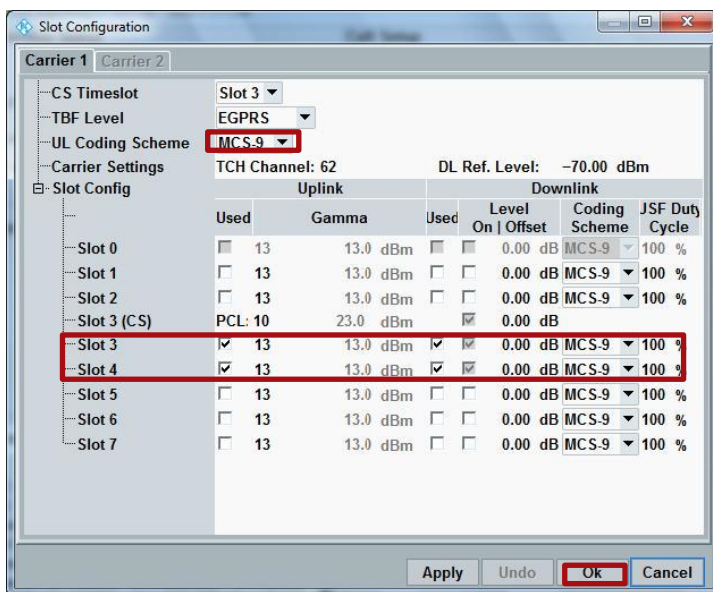 Slot Configuration
Carrier 1 Carrier 2
CS Timeslot Slot 3
TBF Level EGPRS
UL Coding Scheme MCS-9
Carrier Settings TCH Channel: 62 DL Ref. Level: -70.00 dBm
Slot Config Uplink Downlink
Used Gamma Used Level On | Offset Coding Scheme USF Duty Cycle
Slot 0 13 13.0 dBm 0.00 dB MCS-9 100 %
Slot 1 13 13.0 dBm 0.00 dB MCS-9 100 %
Slot 2 13 13.0 dBm 0.00 dB MCS-9 100 %
Slot 3 (CS) PCL: 10 23.0 dBm 0.00 dB
Slot 3 13 13.0 dBm 0.00 dB MCS-9 100 %
Slot 4 13 13.0 dBm 0.00 dB MCS-9 100 %
Slot 5 13 13.0 dBm 0.00 dB MCS-9 100 %
Slot 6 13 13.0 dBm 0.00 dB MCS-9 100 %
Slot 7 13 13.0 dBm 0.00 dB MCS-9 100 %
Apply Undo Ok Cancel